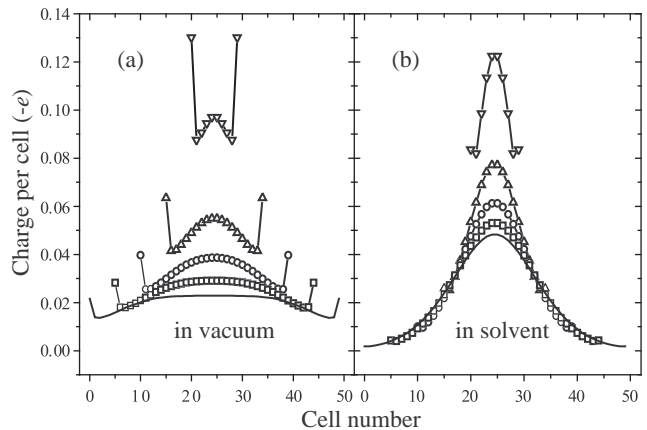 0.14
0.12
0.10
0.08
0.06
0.04
0.02
0.00
Charge per cell (-e)
(a)
(b)
in vacuum
in solvent
0 10 20 30 40 50 0 10 20 30 40 50
Cell number